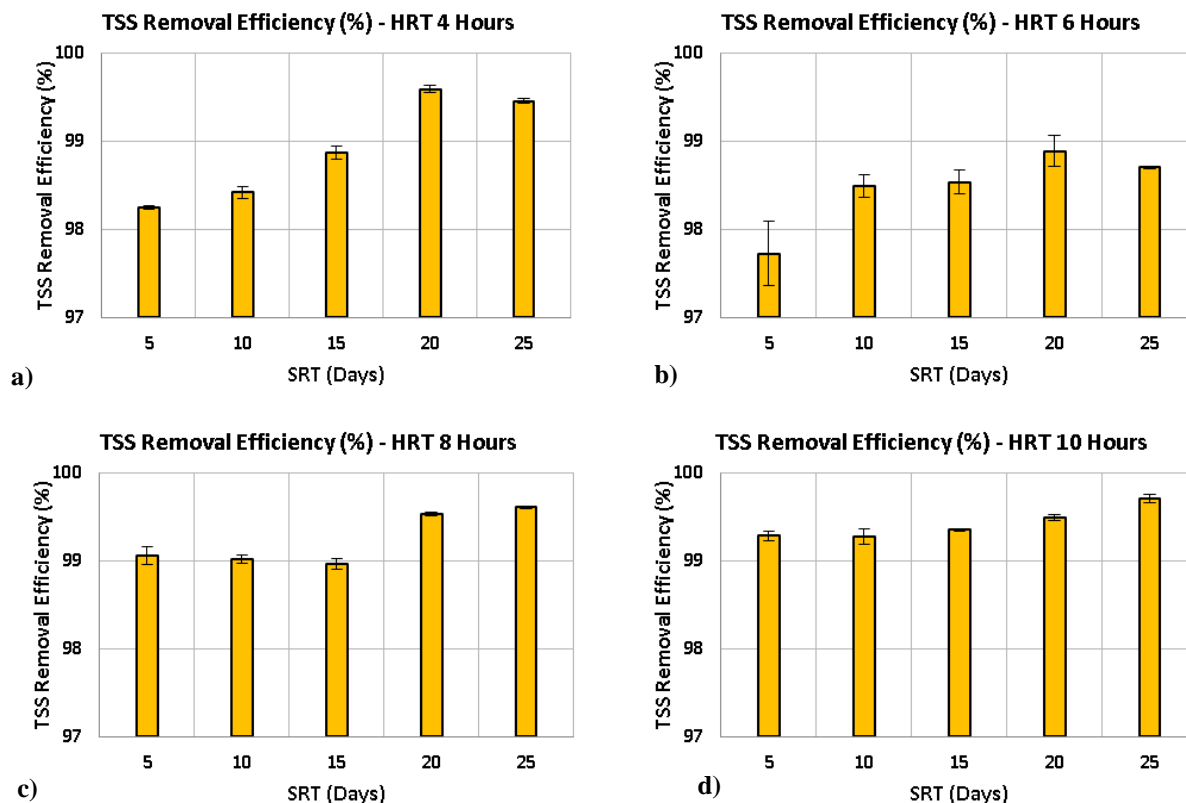 TSS Removal Efficiency (%) - HRT 4 Hours
TSS Removal Efficiency (%)
100
99
98
97
5 10 15 20 25
SRT (Days)
a)
TSS Removal Efficiency (%) - HRT 6 Hours
TSS Removal Efficiency (%)
100
99
98
97
5 10 15 20 25
SRT (Days)
b)
TSS Removal Efficiency (%) - HRT 8 Hours
TSS Removal Efficiency (%)
100
99
98
97
5 10 15 20 25
SRT (Days)
c)
TSS Removal Efficiency (%) - HRT 10 Hours
TSS Removal Efficiency (%)
100
99
98
97
5 10 15 20 25
SRT (Days)
d)